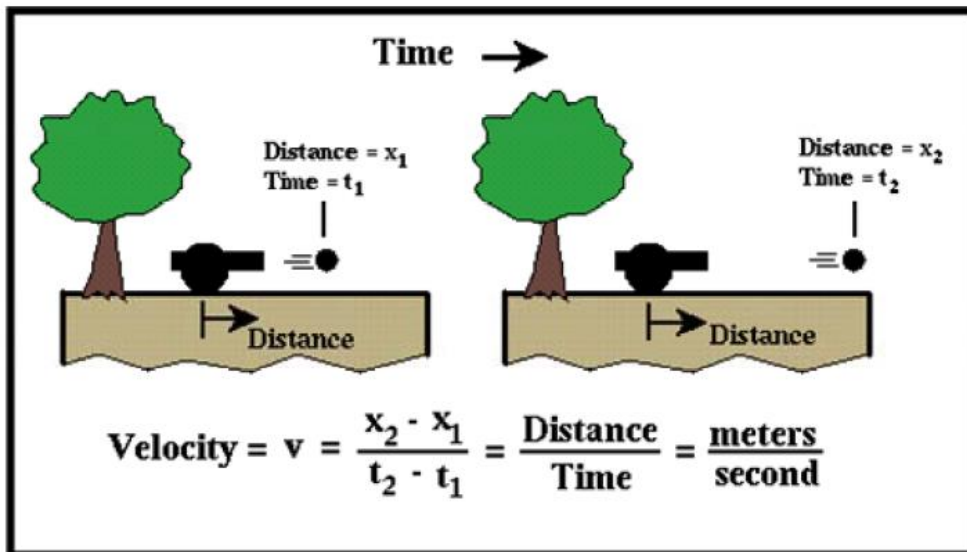 Time
Distance = x₁
Time = t₁
Distance = x₂
Time = t₂
Distance
Distance
Velocity = v = x₂ - x₁ / t₂ - t₁ = Distance / Time = meters / second